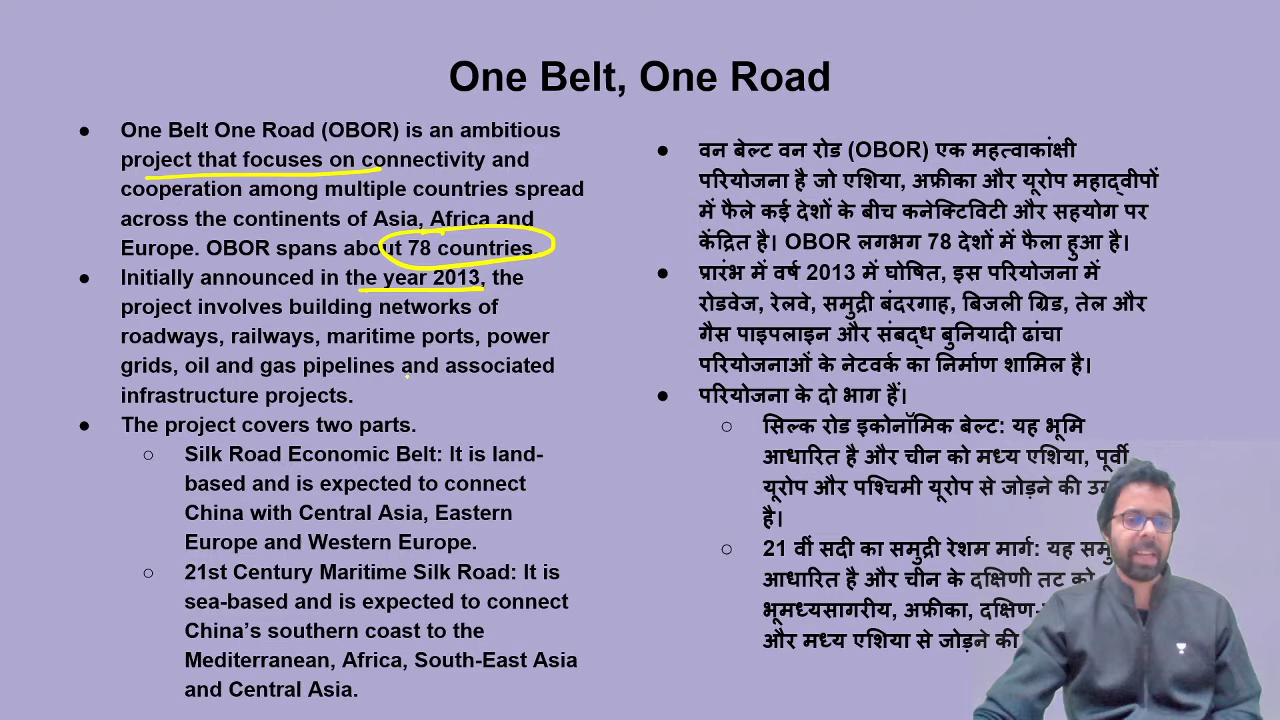 One Belt, One Road
● One Belt One Road (OBOR) is an ambitious
project that focuses on connectivity and
cooperation among multiple countries spread
across the continents of Asia, Africa and
Europe. OBOR spans about 78 countries.
● Initially announced in the year 2013, the
project involves building networks of
roadways, railways, maritime ports, power
grids, oil and gas pipelines and associated
infrastructure projects.
● The project covers two parts.
○ Silk Road Economic Belt: It is land-
based and is expected to connect
China with Central Asia, Eastern
Europe and Western Europe.
○ 21st Century Maritime Silk Road: It is
sea-based and is expected to connect
China’s southern coast to the
Mediterranean, Africa, South-East Asia
and Central Asia.
● वन बेल्ट वन रोड (OBOR) एक महत्वाकांक्षी
परियोजना है जो एशिया, अफ्रीका और यूरोप महाद्वीपों
में फैले कई देशों के बीच कनेक्टिविटी और सहयोग पर
केंद्रित है। OBOR लगभग 78 देशों में फैला हुआ है।
● प्रारंभ में वर्ष 2013 में घोषित, इस परियोजना में
रोडवेज, रेलवे, समुद्री बंदरगाह, बिजली ग्रिड, तेल और
गैस पाइपलाइन और संबद्ध बुनियादी ढांचा
परियोजनाओं के नेटवर्क का निर्माण शामिल है।
● परियोजना के दो भाग हैं।
○ सिल्क रोड इकोनॉमिक बेल्ट: यह भूमि
आधारित है और चीन को मध्य एशिया, पूर्वी
यूरोप और पश्चिमी यूरोप से जोड़ने की
है।
○ 21 वीं सदी का समुद्री रेशम मार्ग: यह
आधारित है और चीन के दक्षिणी तट को
भूमध्यसागरीय, अफ्रीका,
और मध्य एशिया से जोड़ने की